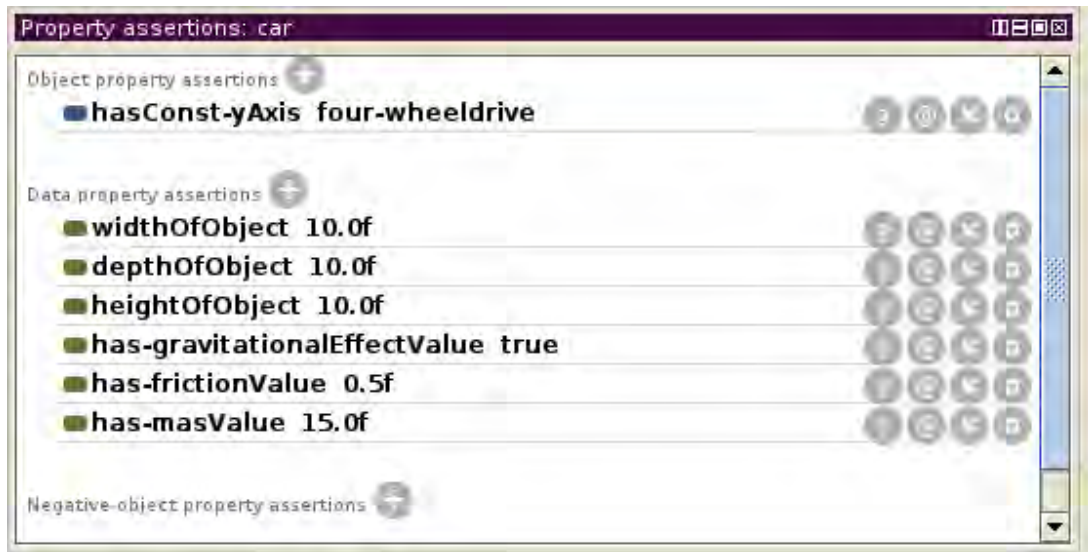 Property assertions: car
Object property assertions
hasConst-yAxis four-wheeldrive
Data property assertions
widthOfObject 10.0f
depthOfObject 10.0f
heightOfObject 10.0f
has-gravitationalEffectValue true
has-frictionValue 0.5f
has-masValue 15.0f
Negative object property assertions